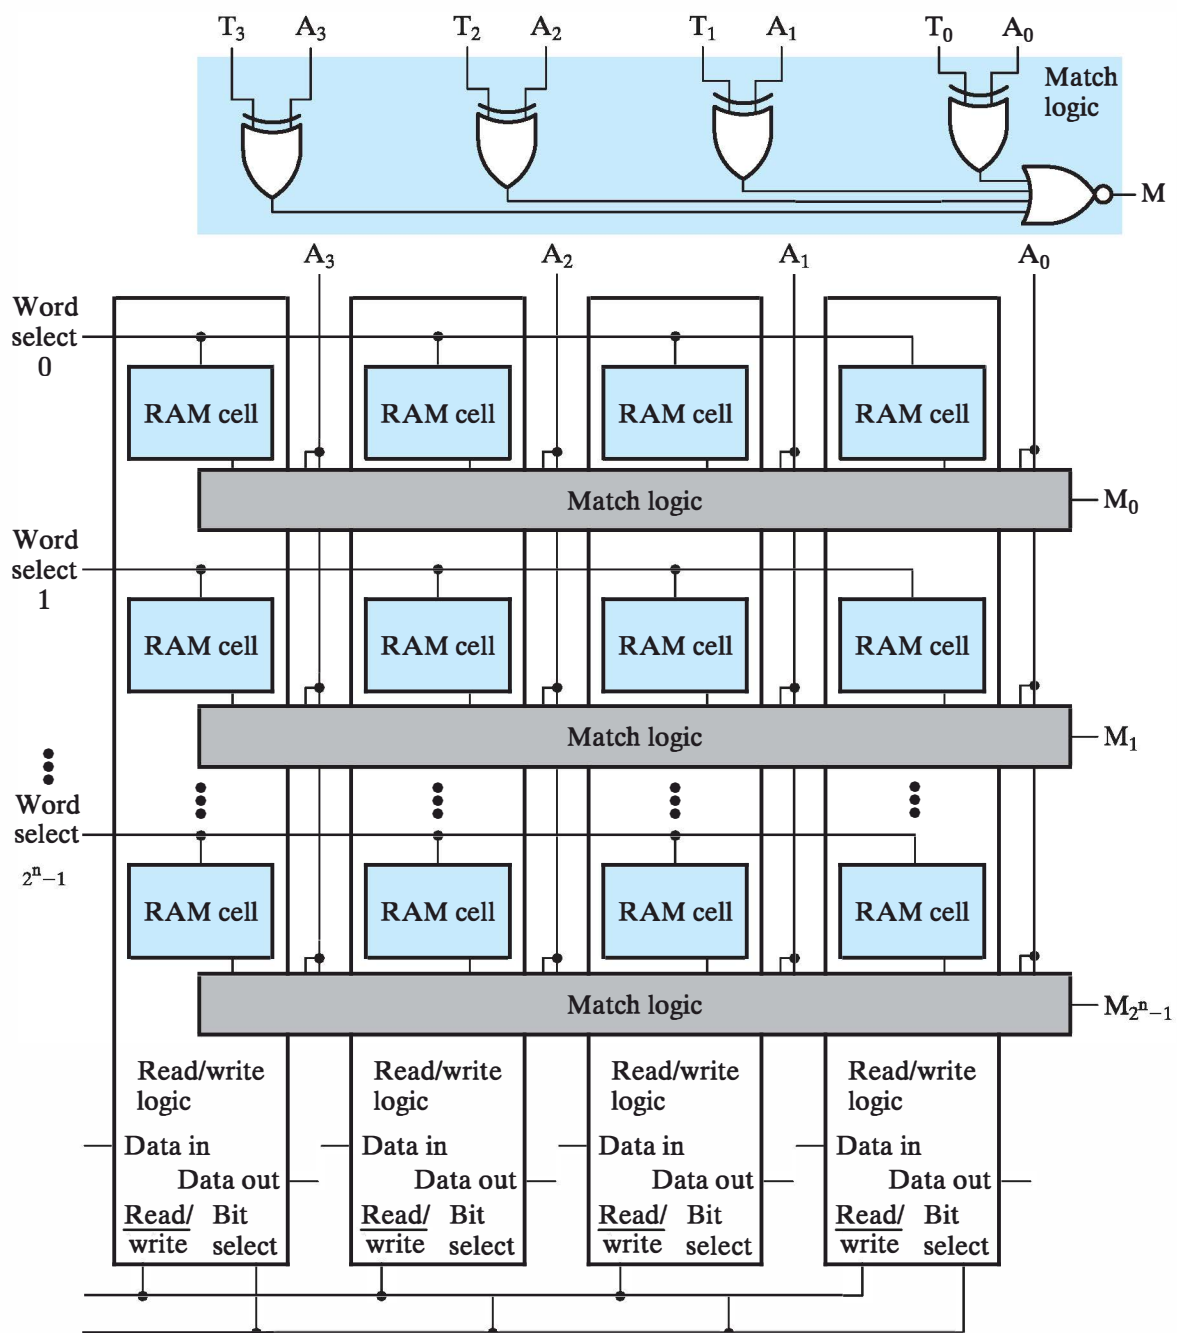 T₃ A₃ T₂ A₂ T₁ A₁ T₀ A₀
Match
logic
M
A₃ A₂ A₁ A₀
Word
select
0
RAM cell RAM cell RAM cell RAM cell
Match logic M₀
Word
select
1
RAM cell RAM cell RAM cell RAM cell
Match logic M₁
Word
select
2ⁿ−1
RAM cell RAM cell RAM cell RAM cell
Match logic M₂ⁿ₋₁
Read/write Read/write Read/write Read/write
logic logic logic logic
Data in Data in Data in Data in
Data out Data out Data out Data out
Read/ Bit Read/ Bit Read/ Bit Read/ Bit
write select write select write select write select